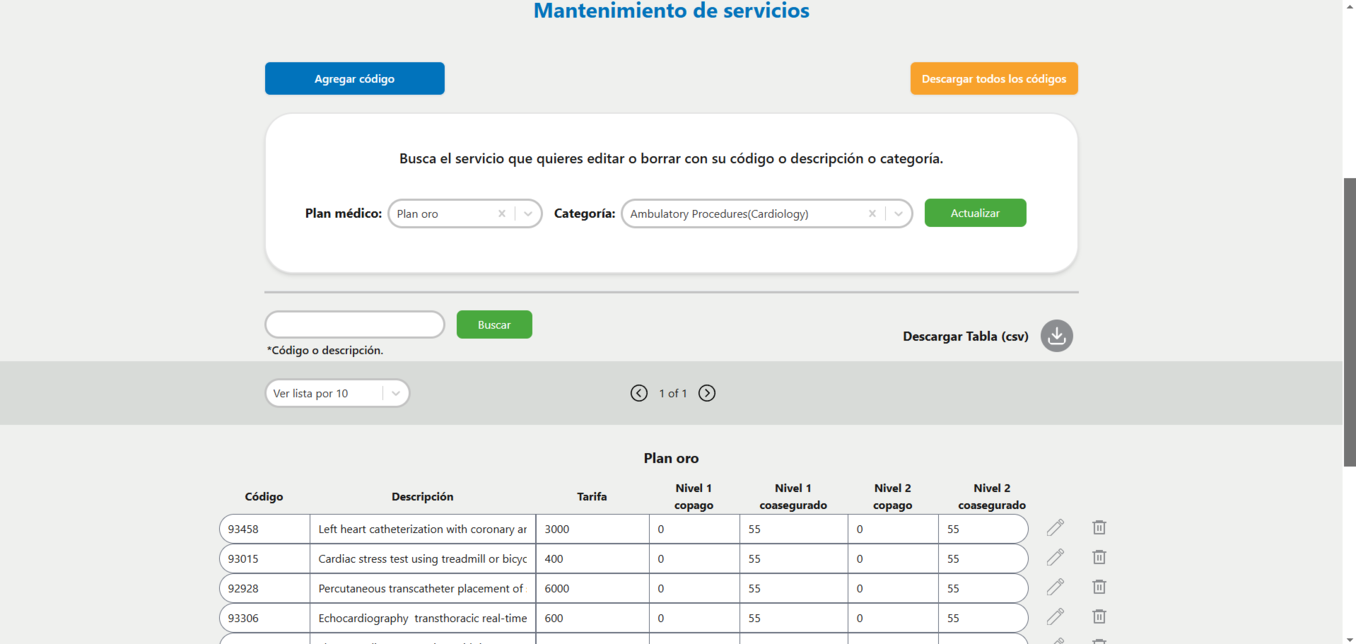 Mantenimiento de servicios
Agregar código
Descargar todos los códigos
Busca el servicio que quieres editar o borrar con su código o descripción o categoría.
Plan médico: Plan oro Categoría: Ambulatory Procedures(Cardiology) Actualizar
Buscar
Descargar Tabla (csv)
*Código o descripción.
Ver lista por 10
1 of 1
Plan oro
Código Descripción Tarifa Nivel 1 copago Nivel 1 coasegurado Nivel 2 copago Nivel 2 coasegurado
93458 Left heart catheterization with coronary ar 3000 0 55 0 55
93015 Cardiac stress test using treadmill or bicyc 400 0 55 0 55
92928 Percutaneous transcatheter placement of 6000 0 55 0 55
93306 Echocardiography transthoracic real-time 600 0 55 0 55